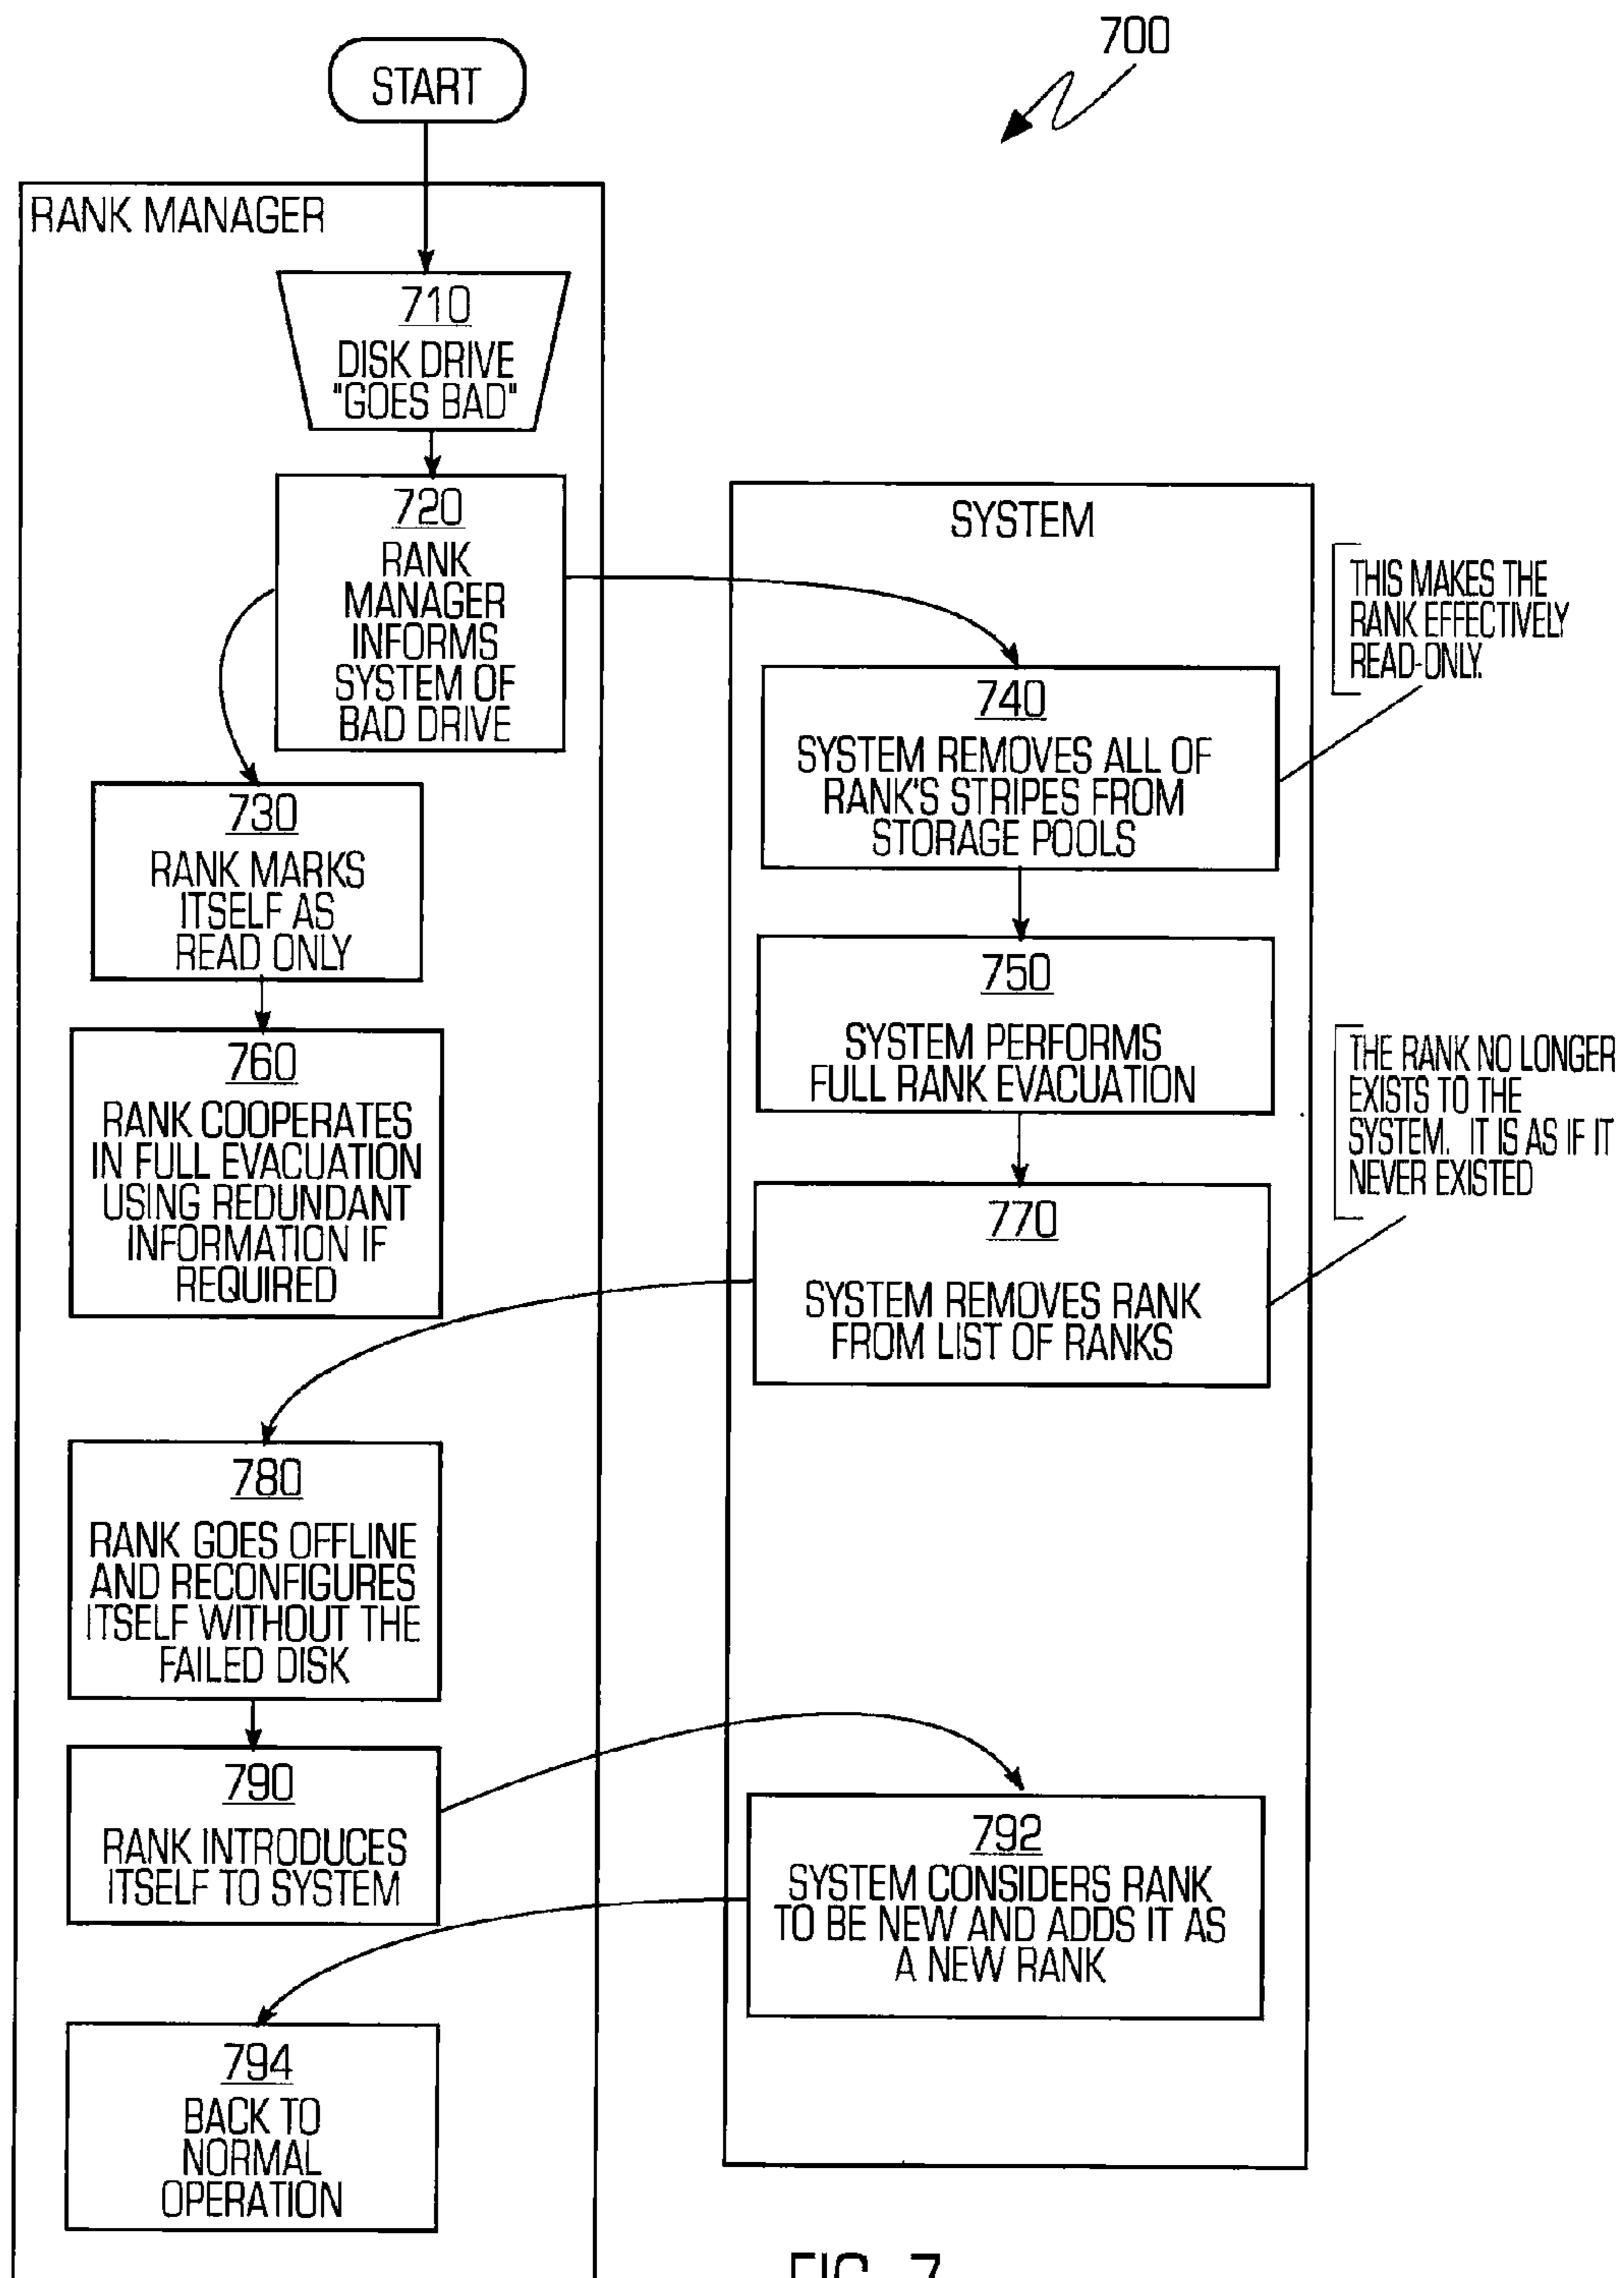 700
START
RANK MANAGER
710
DISK DRIVE
"GOES BAD"
720
RANK
MANAGER
INFORMS
SYSTEM OF
BAD DRIVE
730
RANK MARKS
ITSELF AS
READ ONLY
760
RANK COOPERATES
IN FULL EVACUATION
USING REDUNDANT
INFORMATION IF
REQUIRED
780
RANK GOES OFFLINE
AND RECONFIGURES
ITSELF WITHOUT THE
FAILED DISK
790
RANK INTRODUCES
ITSELF TO SYSTEM
794
BACK TO
NORMAL
OPERATION
SYSTEM
740
SYSTEM REMOVES ALL OF
RANK'S STRIPES FROM
STORAGE POOLS
750
SYSTEM PERFORMS
FULL RANK EVACUATION
770
SYSTEM REMOVES RANK
FROM LIST OF RANKS
792
SYSTEM CONSIDERS RANK
TO BE NEW AND ADDS IT AS
A NEW RANK
THIS MAKES THE
RANK EFFECTIVELY
READ-ONLY.
THE RANK NO LONGER
EXISTS TO THE
SYSTEM. IT IS AS IF IT
NEVER EXISTED
FIG. 7